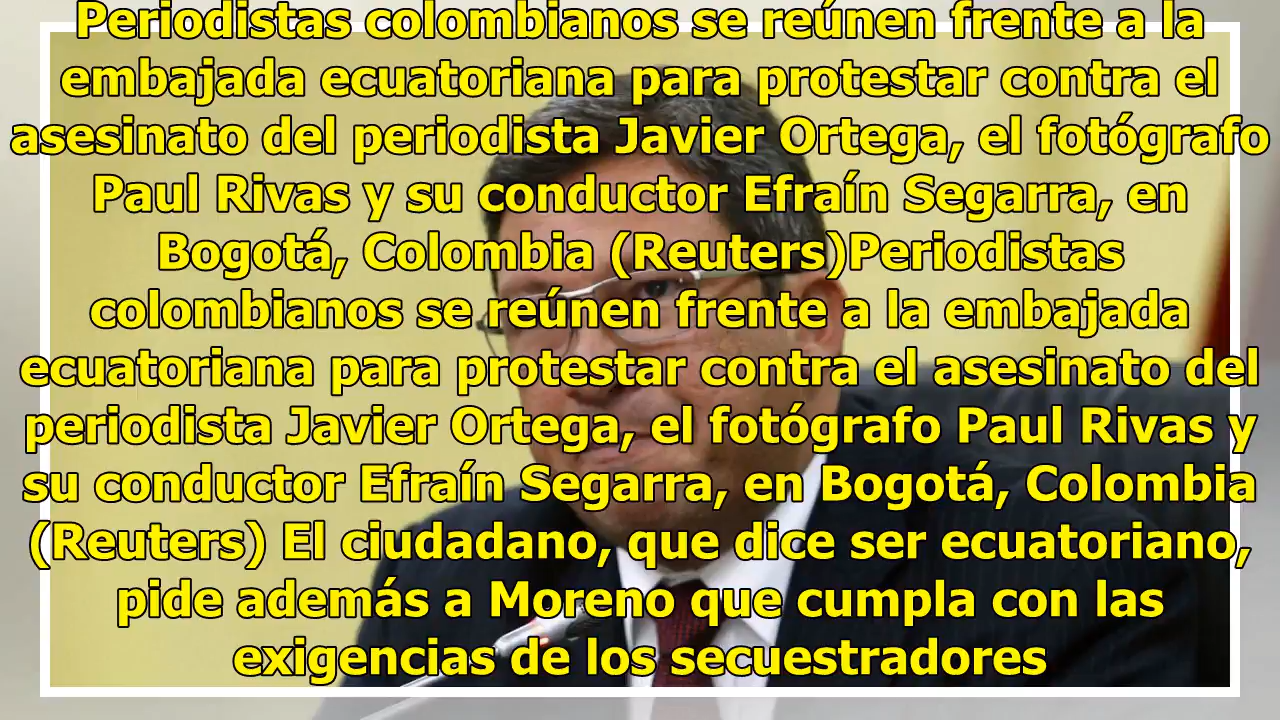 Periodistas colombianos se reúnen frente a la
embajada ecuatoriana para protestar contra el
asesinato del periodista Javier Ortega, el fotógrafo
Paul Rivas y su conductor Efraín Segarra, en
Bogotá, Colombia (Reuters)Periodistas
colombianos se reúnen frente a la embajada
ecuatoriana para protestar contra el asesinato del
periodista Javier Ortega, el fotógrafo Paul Rivas y
su conductor Efraín Segarra, en Bogotá, Colombia
(Reuters) El ciudadano, que dice ser ecuatoriano,
pide además a Moreno que cumpla con las
exigencias de los secuestradores